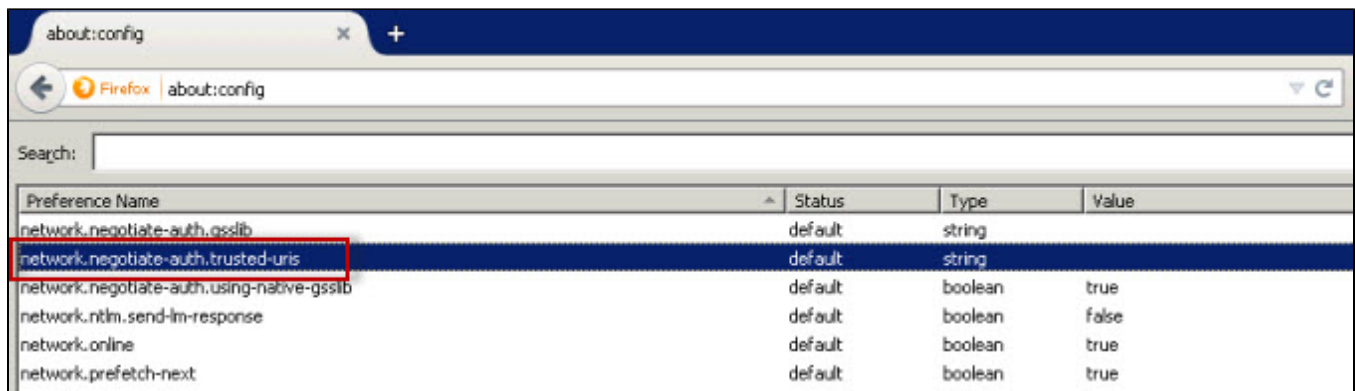 about:config
Firefox about:config
Search:
Preference Name Status Type Value
network.negotiate-auth.gsslib default string
network.negotiate-auth.trusted-uris default string
network.negotiate-auth.using-native-gsslib default boolean true
network.ntlm.send-lm-response default boolean false
network.online default boolean true
network.prefetch-next default boolean true